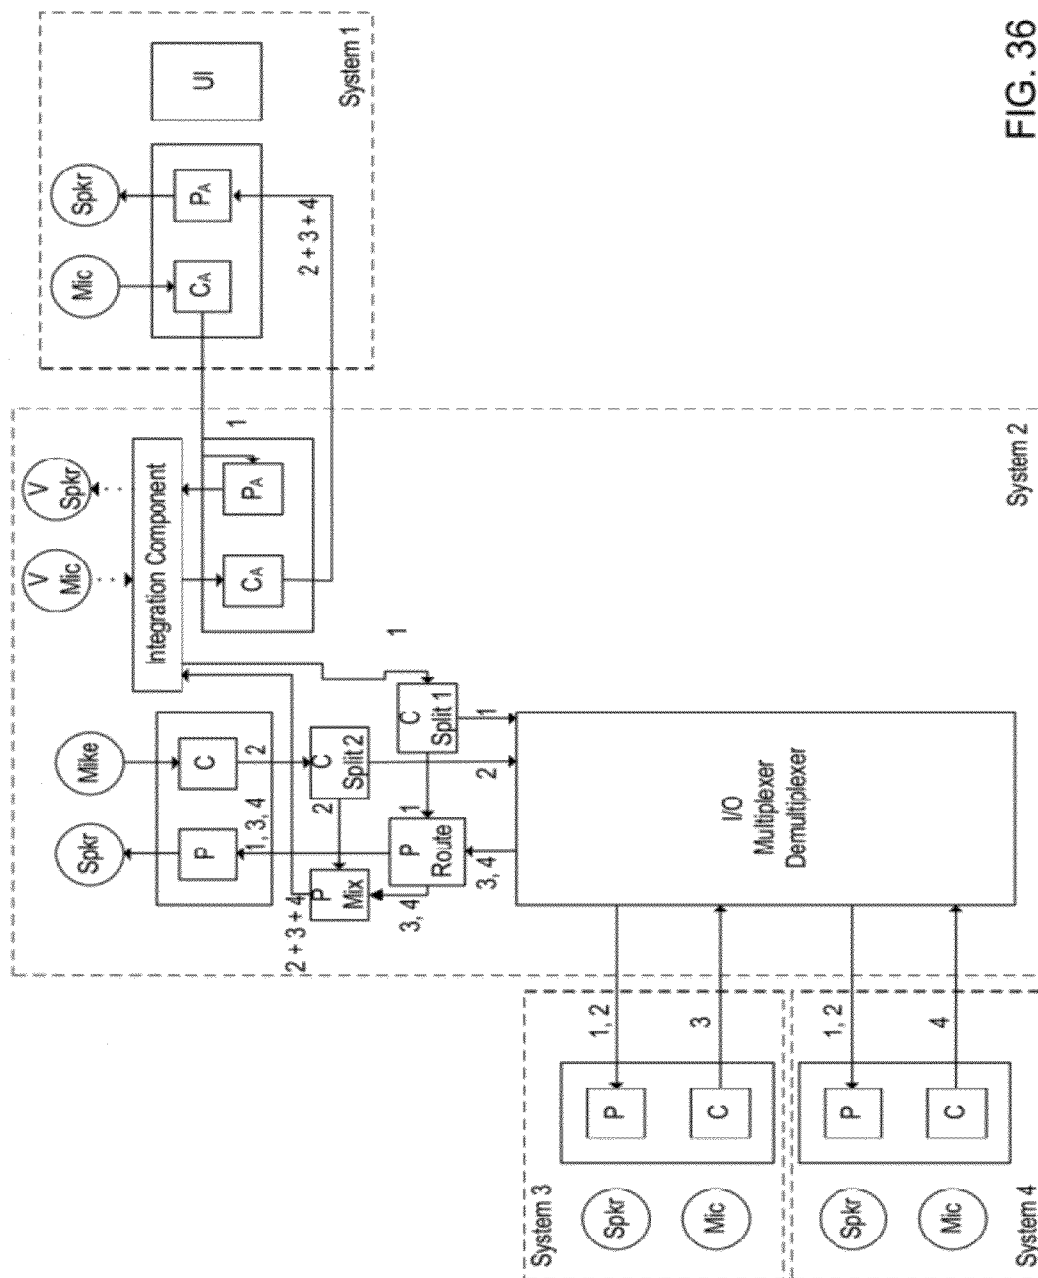 V
V
Spkr
Mike
Mic
Spkr
Mic
Spkr
Integration Component
P
C
CA
PA
UI
1, 3, 4
2
CA
PA
1
2 + 3 + 4
2 + 3 + 4
System 1
P
Mix
2
C
Split 2
1
3, 4
P
Route
1
C
Split 1
3, 4
2
1
System 3
Spkr
P
1, 2
Mic
C
3
I/O
Multiplexer
Demultiplexer
Spkr
P
1, 2
Mic
C
4
System 4
System 2
FIG. 36